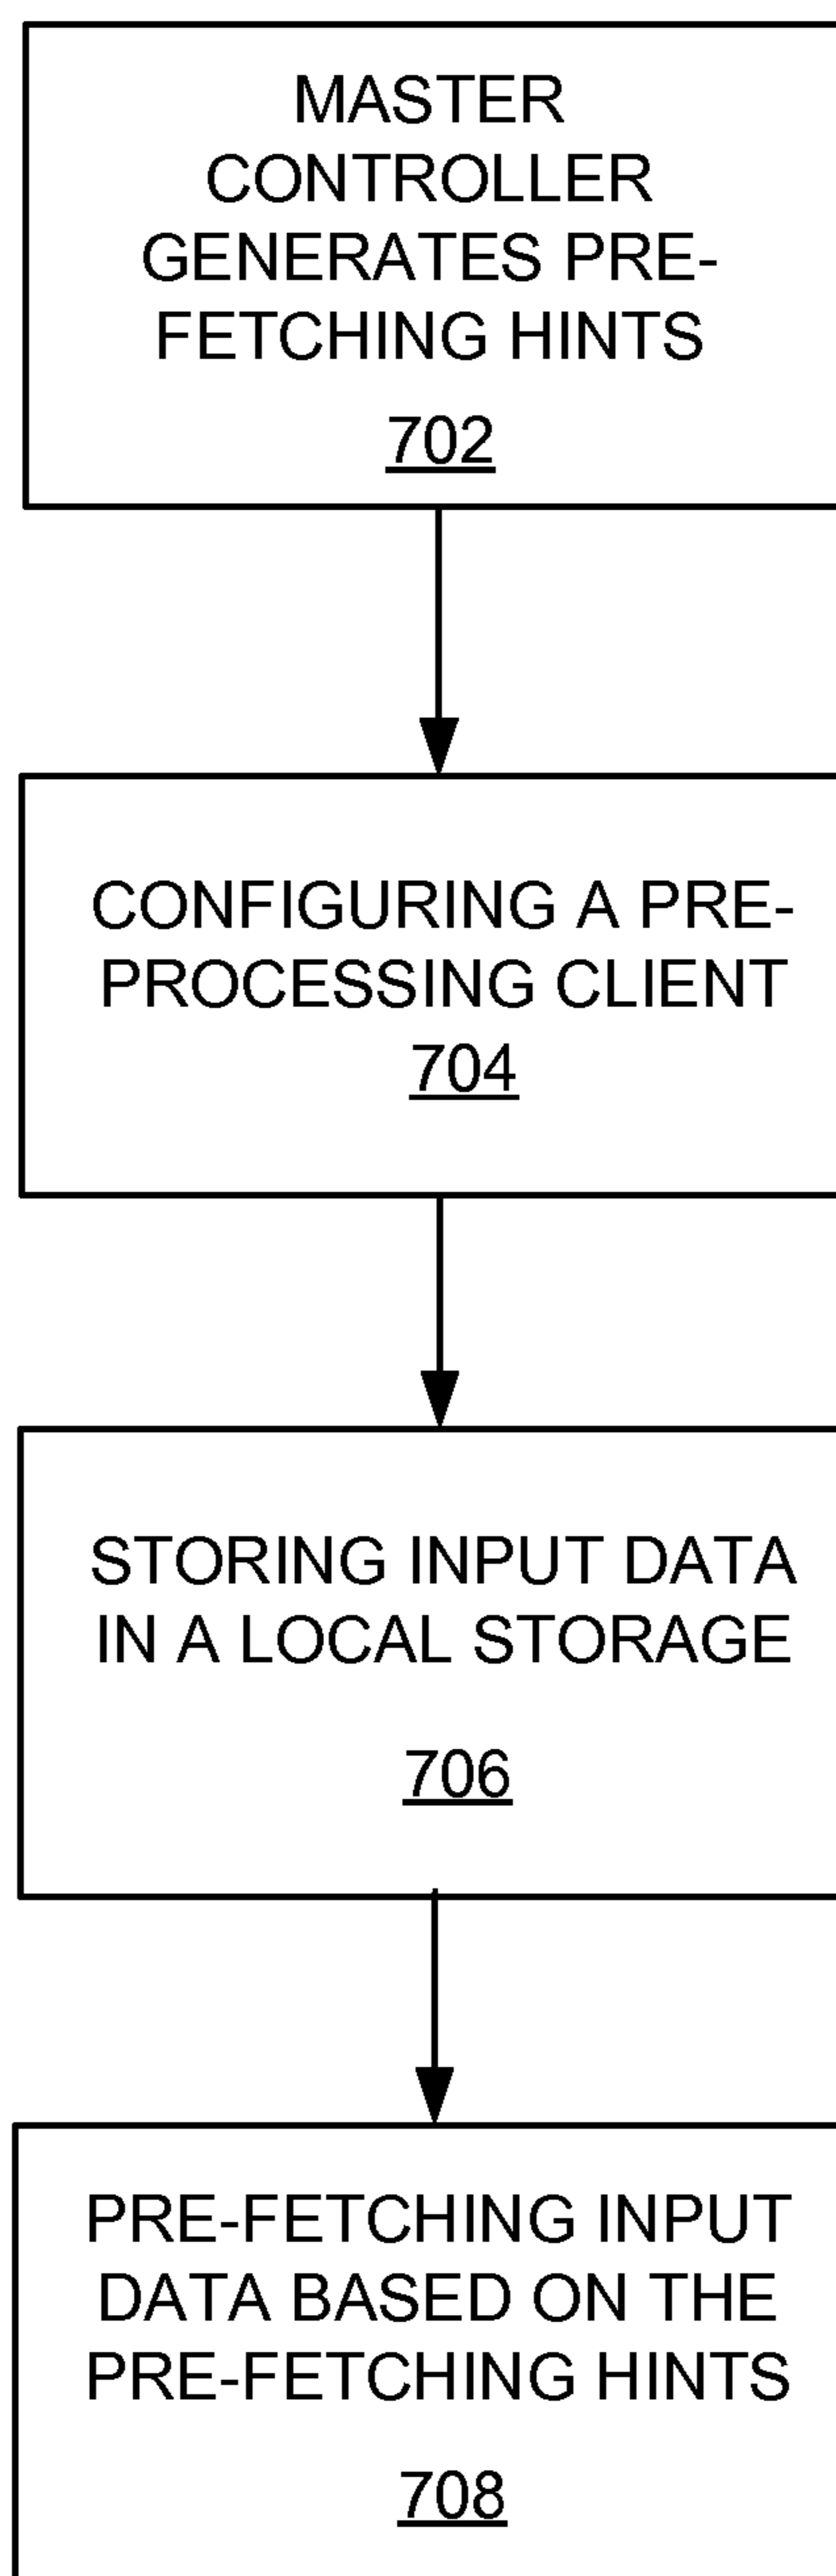 MASTER
CONTROLLER
GENERATES PRE-
FETCHING HINTS
702
CONFIGURING A PRE-
PROCESSING CLIENT
704
STORING INPUT DATA
IN A LOCAL STORAGE
706
PRE-FETCHING INPUT
DATA BASED ON THE
PRE-FETCHING HINTS
708